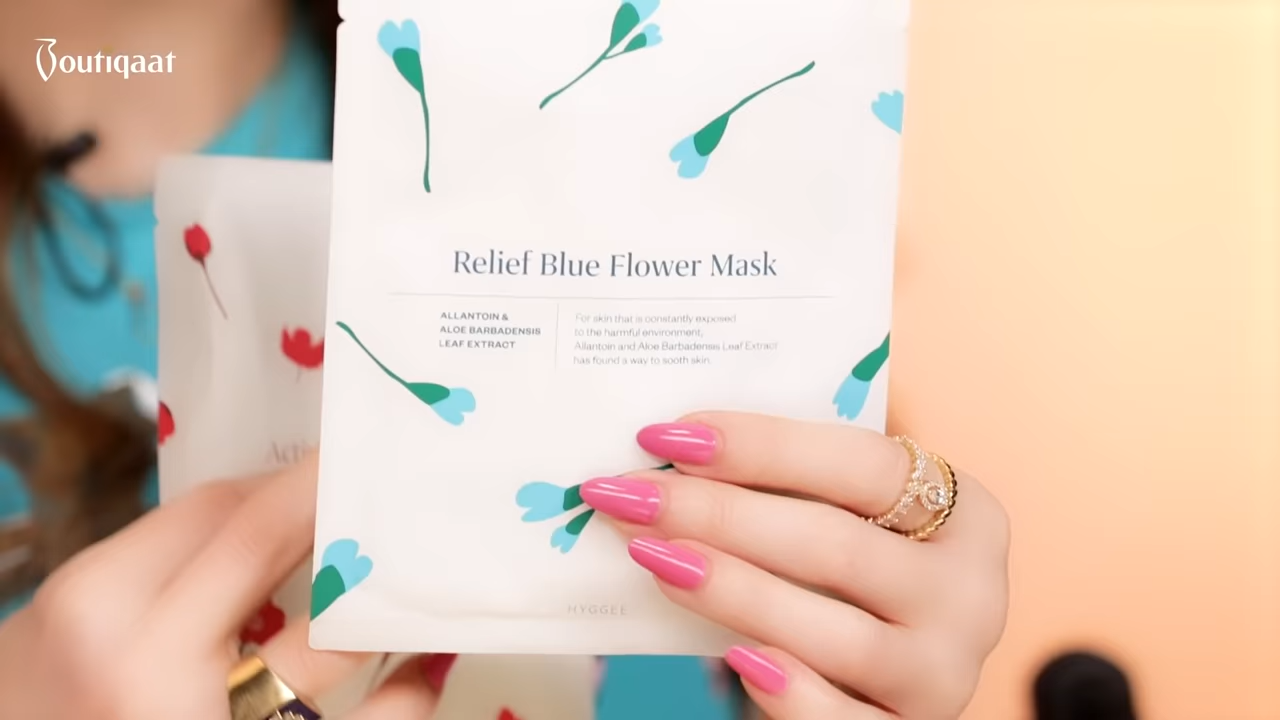 Boutiqaat
Relief Blue Flower Mask
ALLANTOIN &
ALOE BARBADENSIS
LEAF EXTRACT
For skin that is constantly exposed
to the harmful environment,
Allantoin and Aloe Barbadensis Leaf Extract
has found a way to sooth skin.
HYGGEE